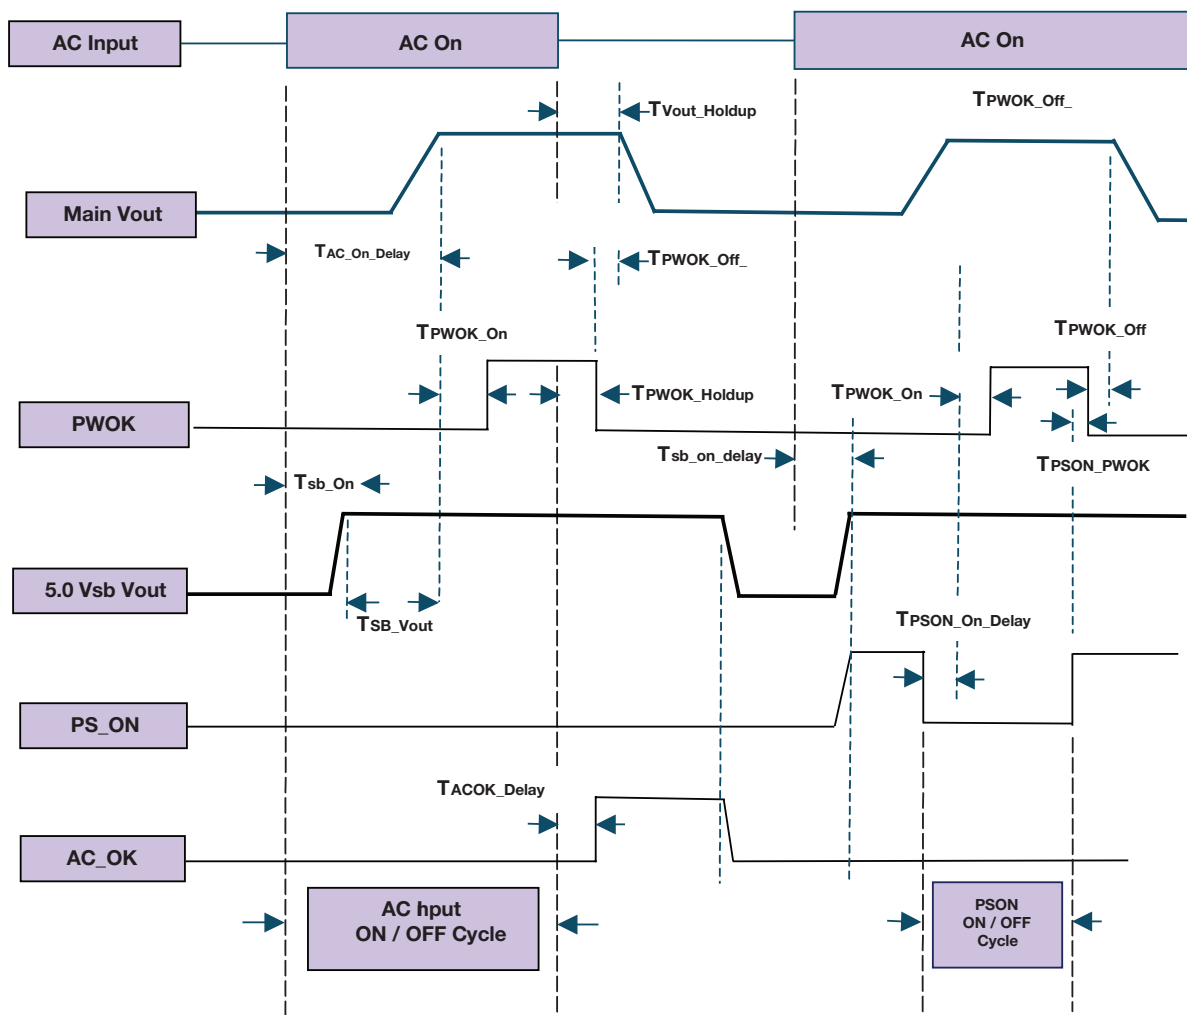 AC Input
AC On
AC On
TVout_Holdup
TPWOK_Off_
Main Vout
TAC_On_Delay
TPWOK_Off_
TPWOK_On
TPWOK_Off
TPWOK_Holdup
TPWOK_On
PWOK
Tsb_on_delay
TPSON_PWOK
Tsb_On
5.0 Vsb Vout
TSB_Vout
TPSON_On_Delay
PS_ON
TACOK_Delay
AC_OK
AC hput
ON / OFF Cycle
PSON
ON / OFF
Cycle